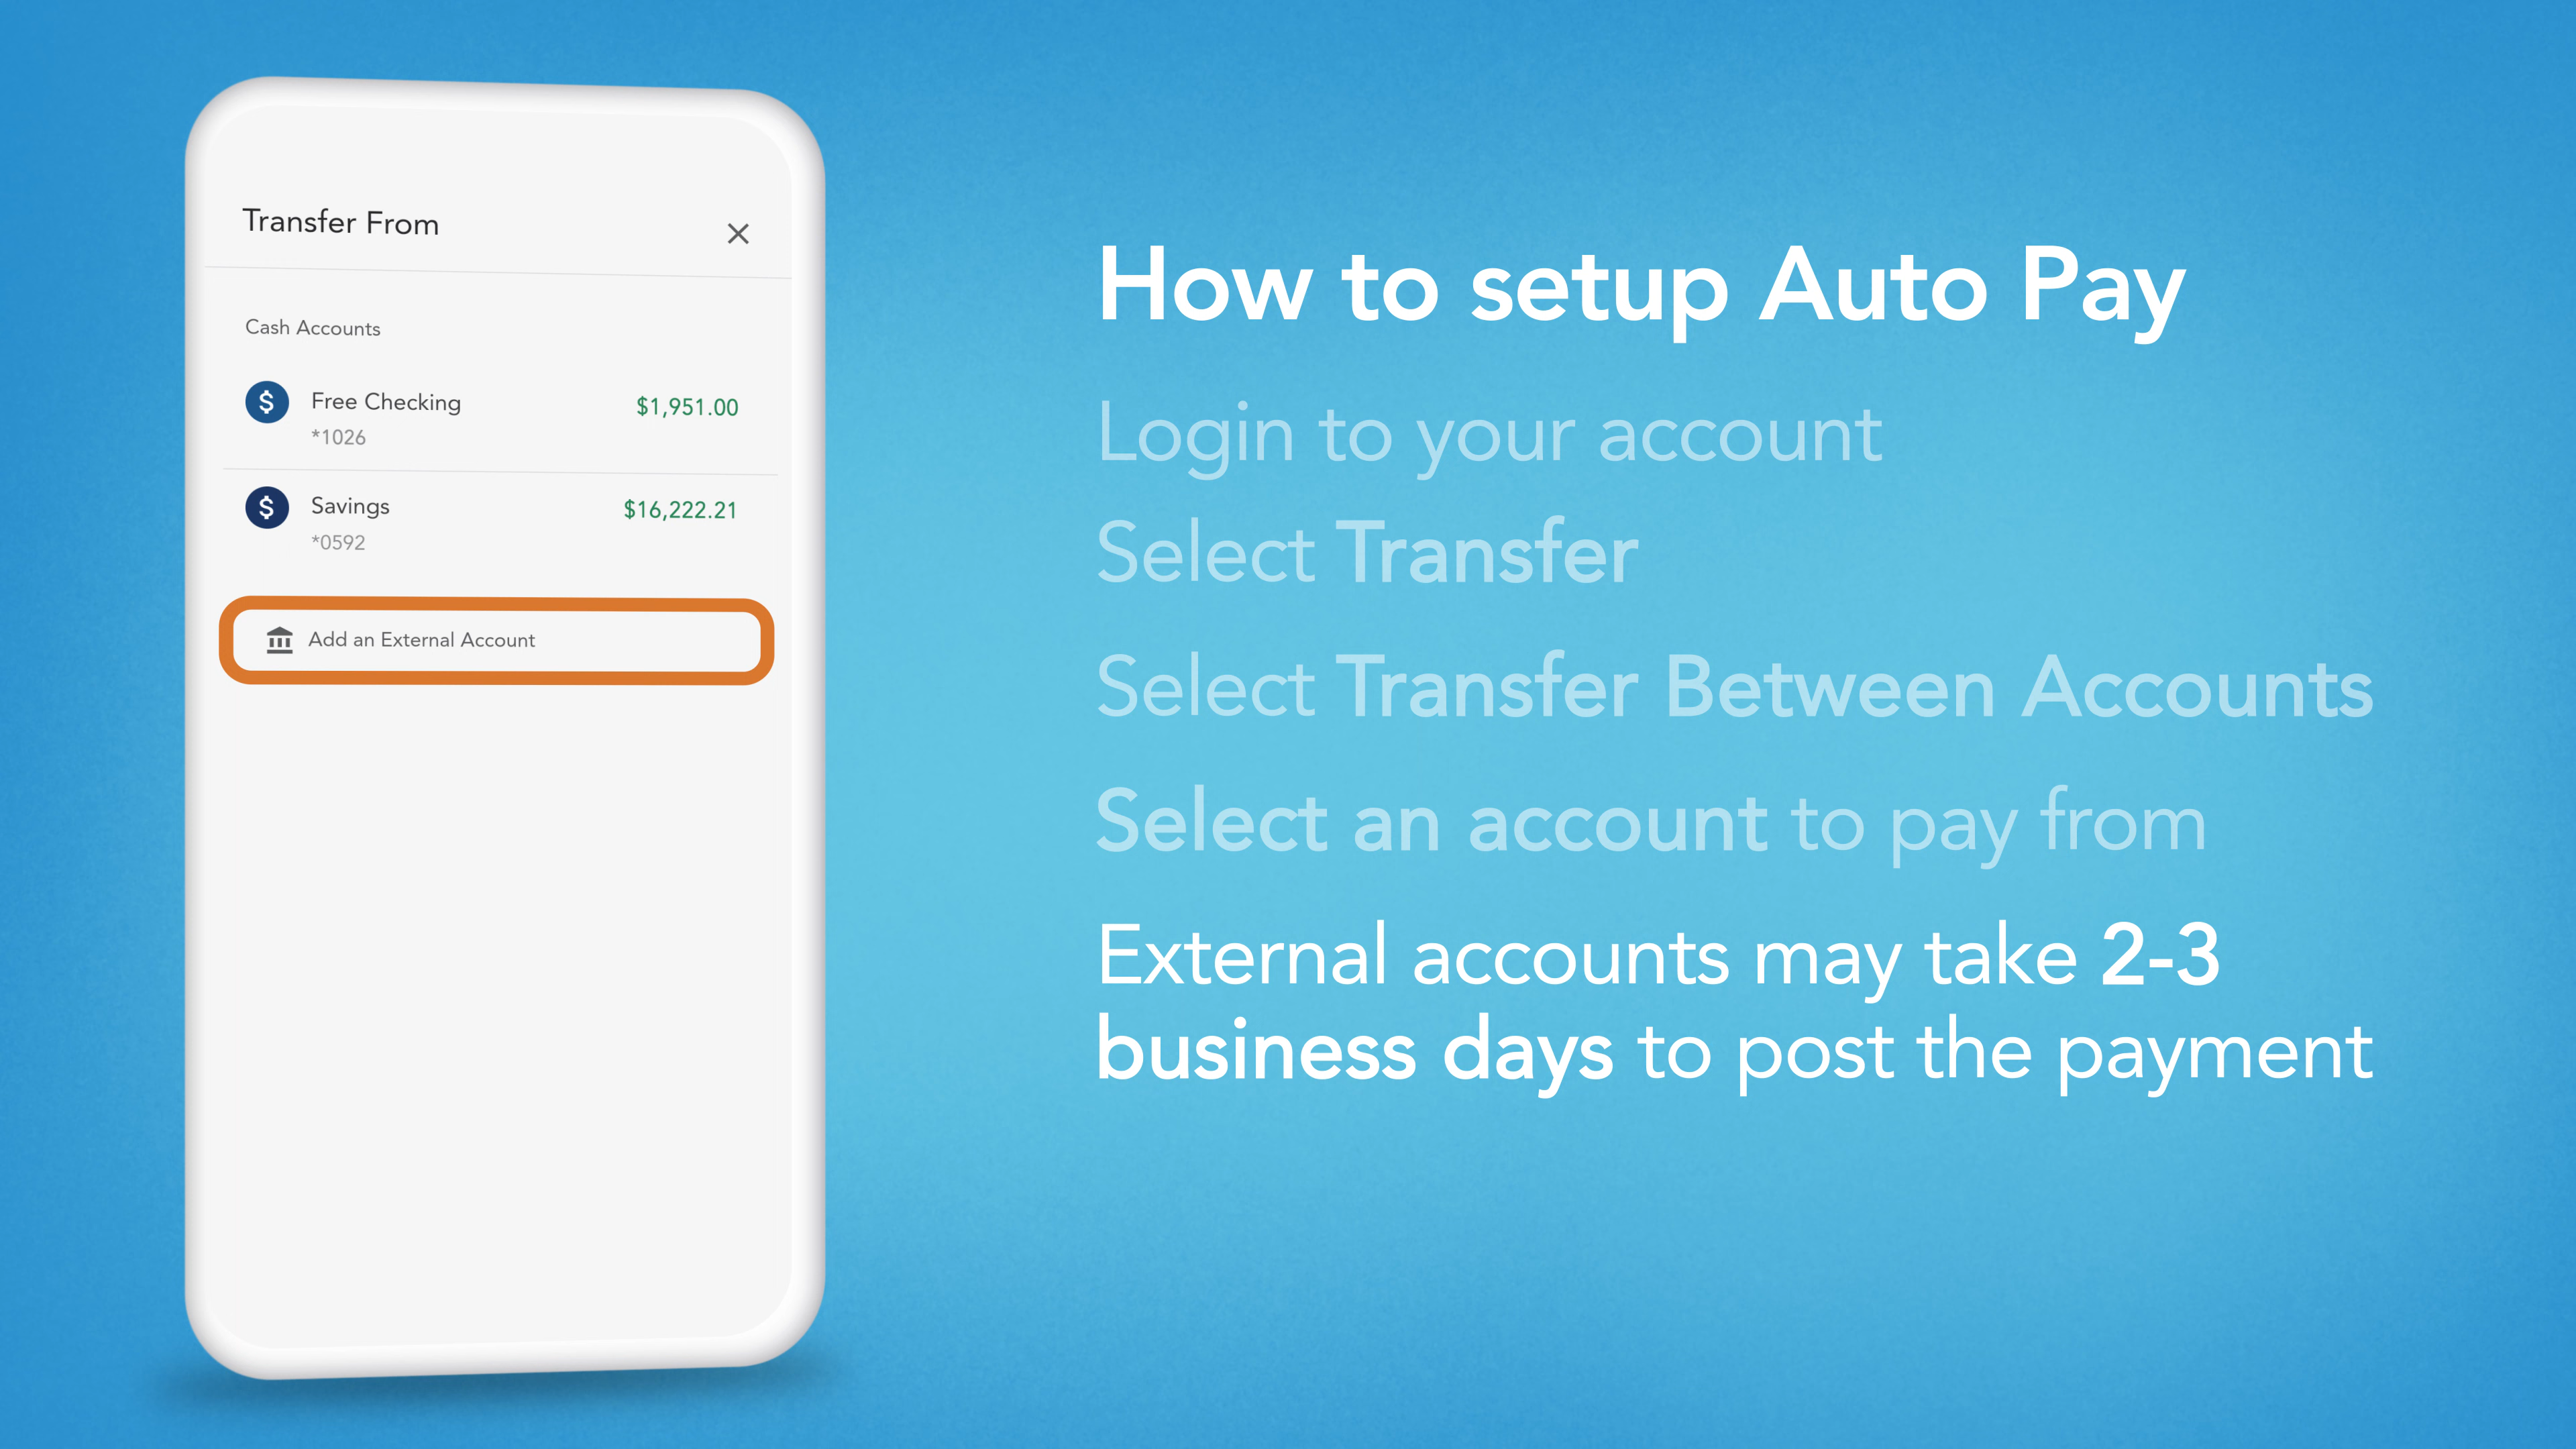 Transfer From
Cash Accounts
Free Checking
$1,951.00
*1026
Savings
$16,222.21
*0592
Add an External Account
How to setup Auto Pay
Login to your account
Select Transfer
Select Transfer Between Accounts
Select an account to pay from
External accounts may take 2-3
business days to post the payment